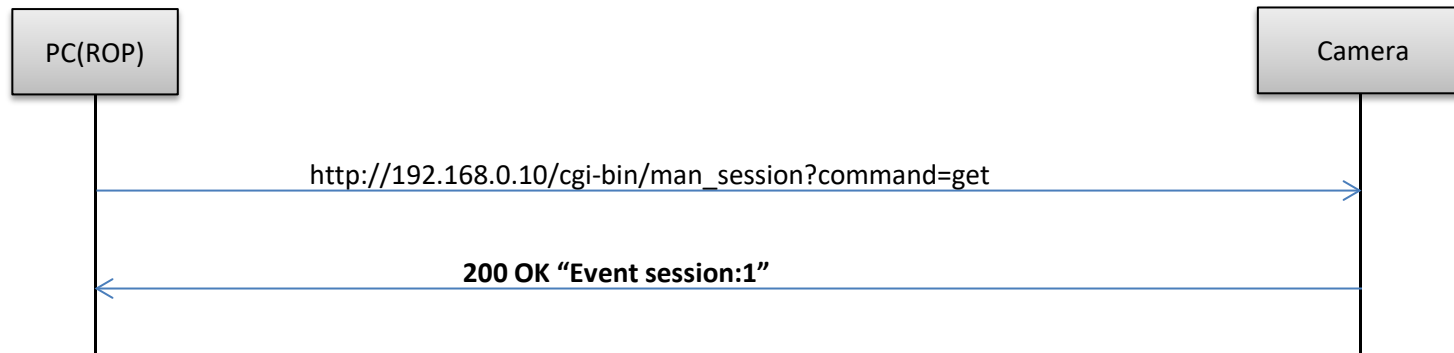 PC(ROP)
Camera
http://192.168.0.10/cgi-bin/man_session?command=get
200 OK “Event session:1”